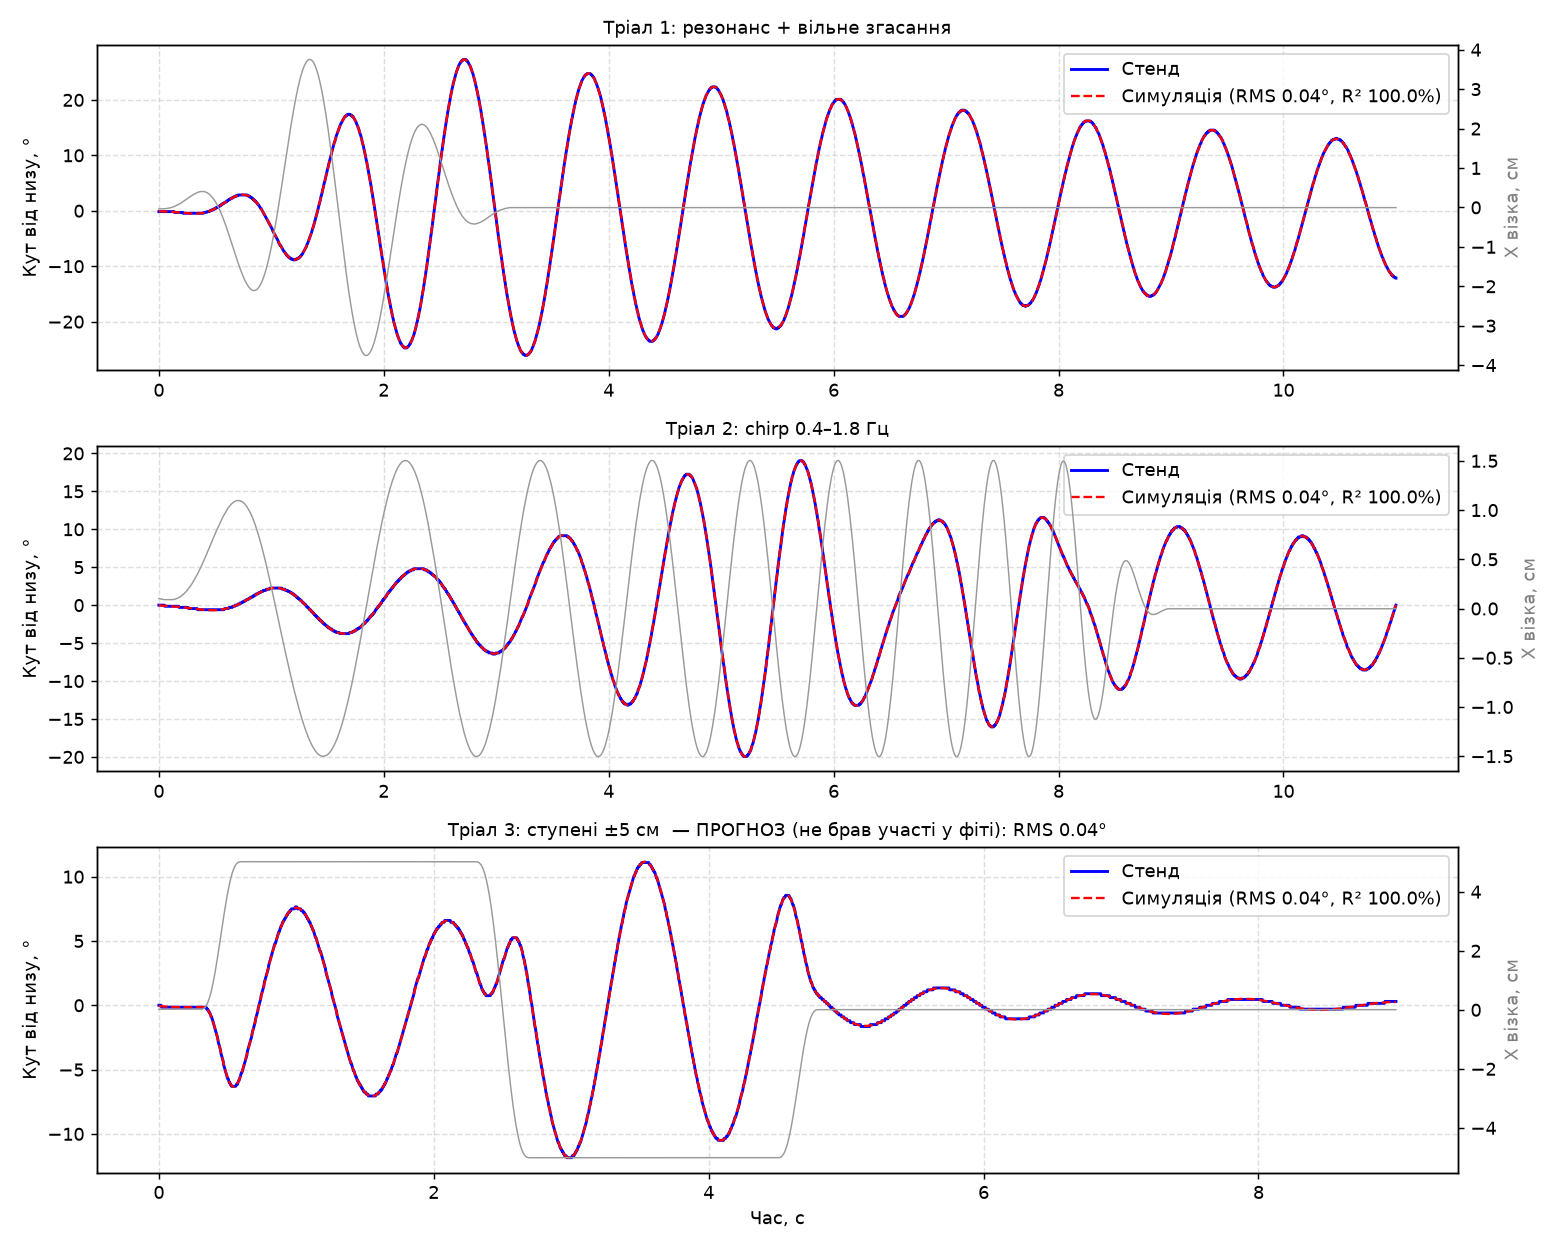 Тріал 1: резонанс + вільне згасання
Кут від низу, °
20
10
0
−10
−20
Стенд
Симуляція (RMS 0.04°, R² 100.0%)
4
3
2
1
0
−1
−2
−3
−4
X візка, см
0 2 4 6 8 10
Тріал 2: chirp 0.4–1.8 Гц
Кут від низу, °
20
15
10
5
0
−5
−10
−15
−20
Стенд
Симуляція (RMS 0.04°, R² 100.0%)
1.5
1.0
0.5
0.0
−0.5
−1.0
−1.5
X візка, см
0 2 4 6 8 10
Тріал 3: ступені ±5 см — ПРОГНОЗ (не брав участі у фіті): RMS 0.04°
Кут від низу, °
10
5
0
−5
−10
Стенд
Симуляція (RMS 0.04°, R² 100.0%)
4
2
0
−2
−4
X візка, см
0 2 4 6 8
Час, с